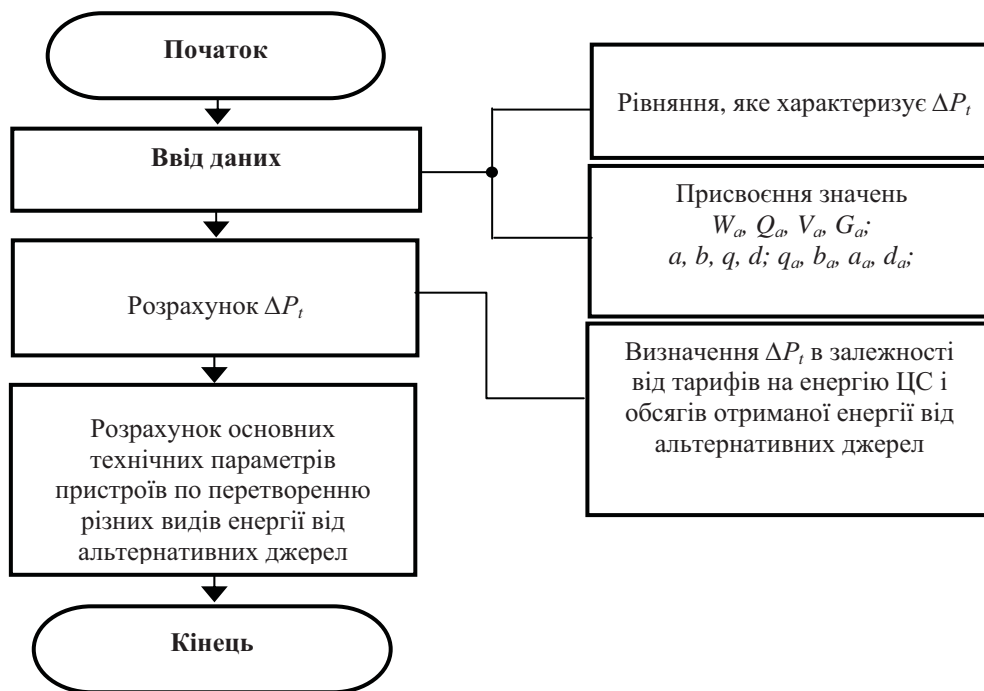 Початок
Ввід даних
Розрахунок ΔPₜ
Розрахунок основних
технічних параметрів
пристроїв по перетворенню
різних видів енергії від
альтернативних джерел
Кінець
Рівняння, яке характеризує ΔPₜ
Присвоєння значень
Wₐ, Qₐ, Vₐ, Gₐ;
a, b, q, d; qₐ, bₐ, aₐ, dₐ;
Визначення ΔPₜ в залежності
від тарифів на енергію ЦС і
обсягів отриманої енергії від
альтернативних джерел